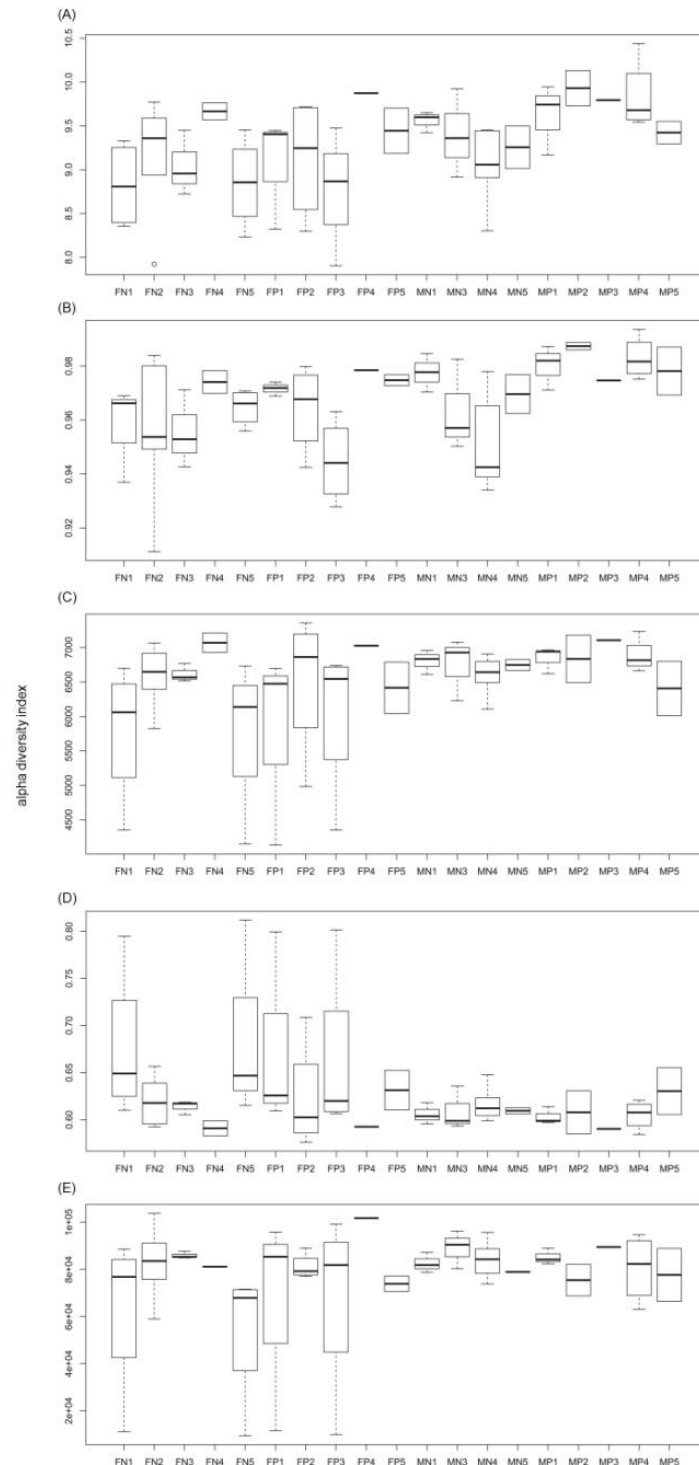 (A)
10.5
10.0
9.5
9.0
8.5
8.0
FN1 FN2 FN3 FN4 FN5 FP1 FP2 FP3 FP4 FP5 MN1 MN3 MN4 MN5 MP1 MP2 MP3 MP4 MP5
(B)
0.98
0.96
0.94
0.92
FN1 FN2 FN3 FN4 FN5 FP1 FP2 FP3 FP4 FP5 MN1 MN3 MN4 MN5 MP1 MP2 MP3 MP4 MP5
(C)
7000
6500
6000
5500
5000
4500
FN1 FN2 FN3 FN4 FN5 FP1 FP2 FP3 FP4 FP5 MN1 MN3 MN4 MN5 MP1 MP2 MP3 MP4 MP5
alpha diversity index
(D)
0.80
0.75
0.70
0.65
0.60
FN1 FN2 FN3 FN4 FN5 FP1 FP2 FP3 FP4 FP5 MN1 MN3 MN4 MN5 MP1 MP2 MP3 MP4 MP5
(E)
1e+05
8e+04
6e+04
4e+04
2e+04
FN1 FN2 FN3 FN4 FN5 FP1 FP2 FP3 FP4 FP5 MN1 MN3 MN4 MN5 MP1 MP2 MP3 MP4 MP5